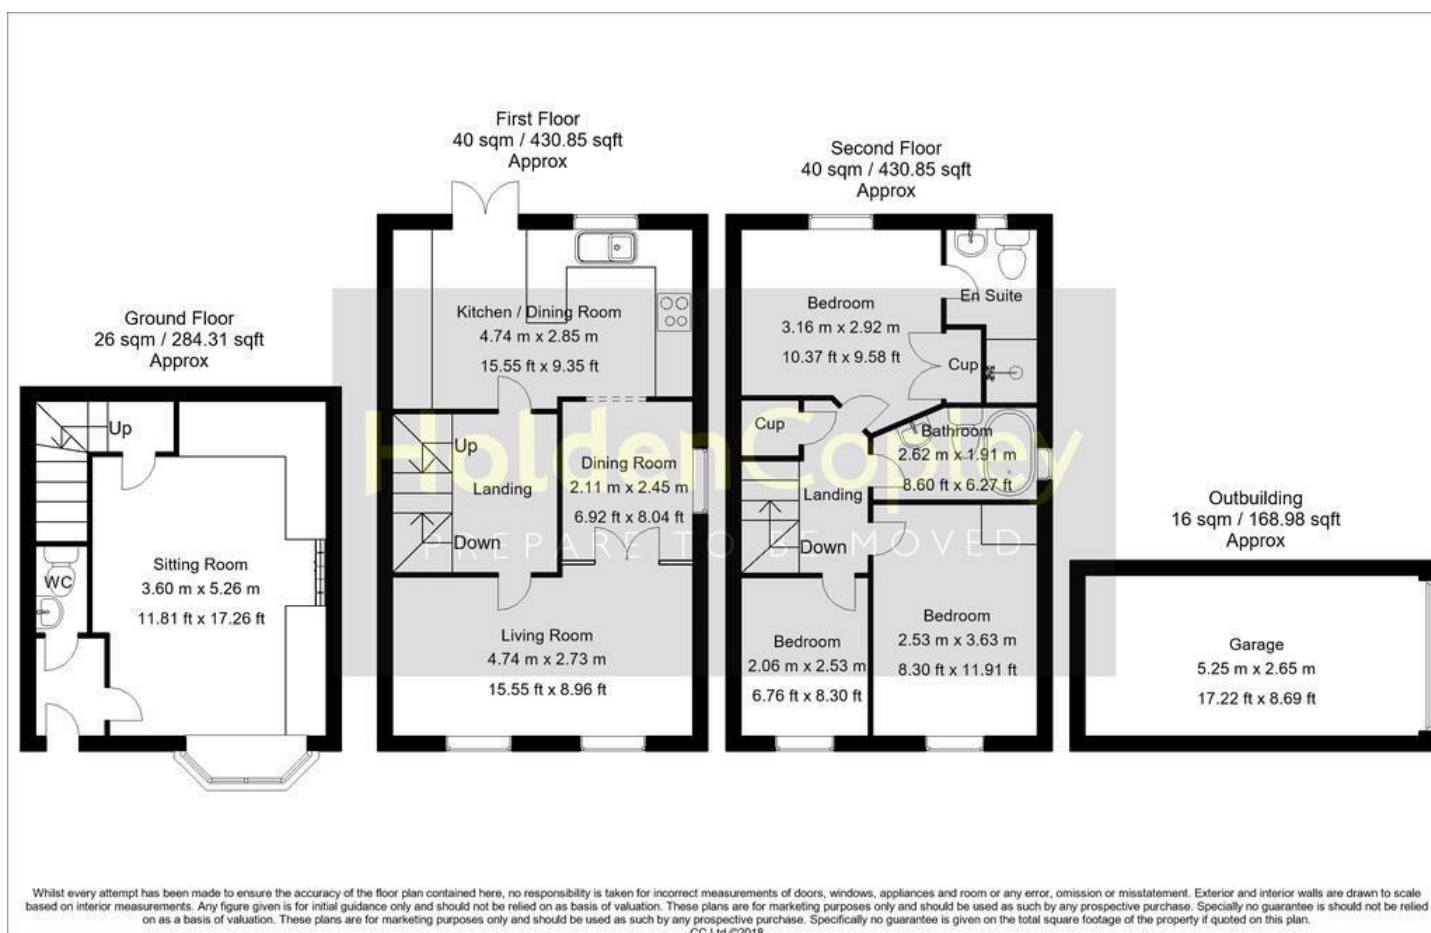 First Floor
40 sqm / 430.85 sqft
Approx
Second Floor
40 sqm / 430.85 sqft
Approx
Ground Floor
26 sqm / 284.31 sqft
Approx
Outbuilding
16 sqm / 168.98 sqft
Approx
Up
WC
Sitting Room
3.60 m x 5.26 m
11.81 ft x 17.26 ft
Kitchen / Dining Room
4.74 m x 2.85 m
15.55 ft x 9.35 ft
Up
Landing
Down
Dining Room
2.11 m x 2.45 m
6.92 ft x 8.04 ft
Living Room
4.74 m x 2.73 m
15.55 ft x 8.96 ft
Bedroom
3.16 m x 2.92 m
10.37 ft x 9.58 ft
En Suite
Cup
Cup
Bathroom
2.62 m x 1.91 m
8.60 ft x 6.27 ft
Landing
Down
Bedroom
2.06 m x 2.53 m
6.76 ft x 8.30 ft
Bedroom
2.53 m x 3.63 m
8.30 ft x 11.91 ft
Garage
5.25 m x 2.65 m
17.22 ft x 8.69 ft
HoldenCopley
PREPARE TO BE MOVED
Whilst every attempt has been made to ensure the accuracy of the floor plan contained here, no responsibility is taken for incorrect measurements of doors, windows, appliances and room or any error, omission or misstatement. Exterior and interior walls are drawn to scale
based on interior measurements. Any figure given is for initial guidance only and should not be relied on as basis of valuation. These plans are for marketing purposes only and should be used as such by any prospective purchase. Specially no guarantee is should not be relied
on as a basis of valuation. These plans are for marketing purposes only and should be used as such by any prospective purchase. Specifically no guarantee is given on the total square footage of the property if quoted on this plan.
CC Ltd ©2018